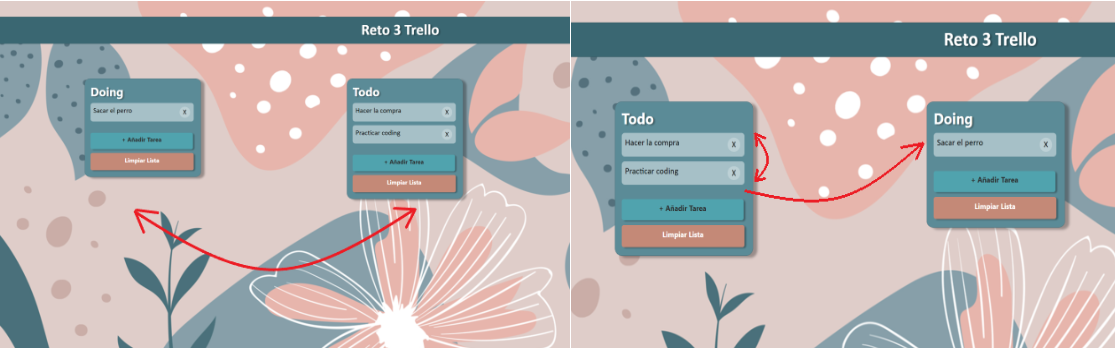 Reto 3 Trello
Doing
Sacar el perro X
+ Añadir Tarea
Limpiar Lista
Todo
Hacer la compra X
Practicar coding X
+ Añadir Tarea
Limpiar Lista
Reto 3 Trello
Todo
Hacer la compra X
Practicar coding X
+ Añadir Tarea
Limpiar Lista
Doing
Sacar el perro X
+ Añadir Tarea
Limpiar Lista